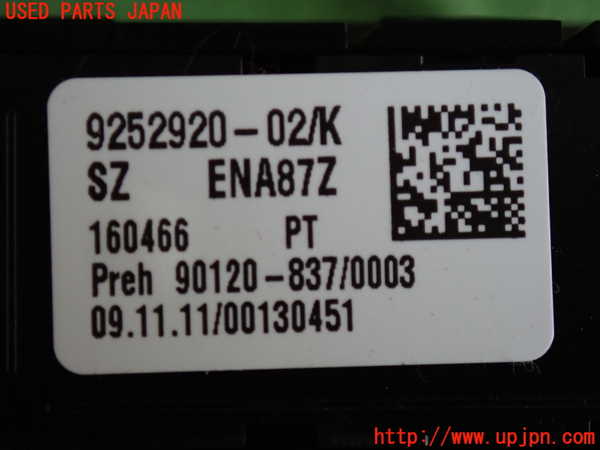 USED PARTS JAPAN
9252920-02/K
SZ ENA87Z
160466 PT
Preh 90120-837/0003
09.11.11/00130451
http://www.upjpn.com/